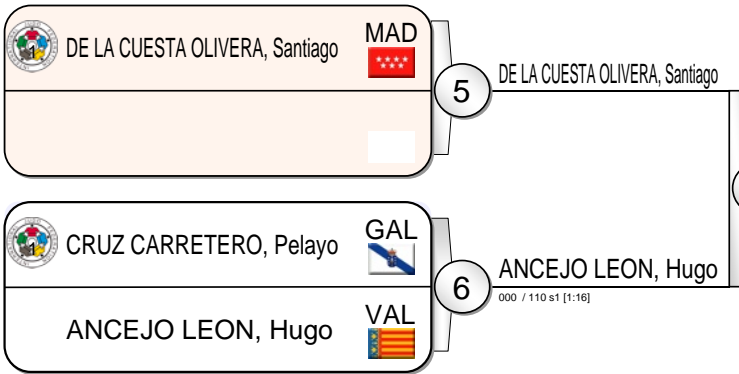 DE LA CUESTA OLIVERA, Santiago MAD
5
DE LA CUESTA OLIVERA, Santiago
CRUZ CARRETERO, Pelayo GAL
ANCEJO LEON, Hugo VAL
6
ANCEJO LEON, Hugo
000 / 110 s1 [1:16]